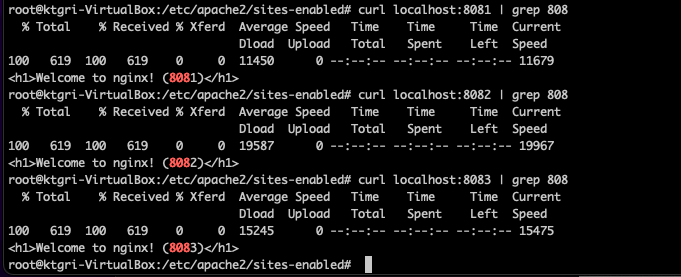 root@ktgri-VirtualBox:/etc/apache2/sites-enabled# curl localhost:8081 | grep 808
  % Total    % Received % Xferd  Average Speed   Time    Time     Time  Current
                                 Dload  Upload   Total   Spent    Left  Speed
100   619  100   619    0     0  11450      0 --:--:-- --:--:-- --:--:-- 11679
<h1>Welcome to nginx! (8081)</h1>
root@ktgri-VirtualBox:/etc/apache2/sites-enabled# curl localhost:8082 | grep 808
  % Total    % Received % Xferd  Average Speed   Time    Time     Time  Current
                                 Dload  Upload   Total   Spent    Left  Speed
100   619  100   619    0     0  19587      0 --:--:-- --:--:-- --:--:-- 19967
<h1>Welcome to nginx! (8082)</h1>
root@ktgri-VirtualBox:/etc/apache2/sites-enabled# curl localhost:8083 | grep 808
  % Total    % Received % Xferd  Average Speed   Time    Time     Time  Current
                                 Dload  Upload   Total   Spent    Left  Speed
100   619  100   619    0     0  15245      0 --:--:-- --:--:-- --:--:-- 15475
<h1>Welcome to nginx! (8083)</h1>
root@ktgri-VirtualBox:/etc/apache2/sites-enabled#